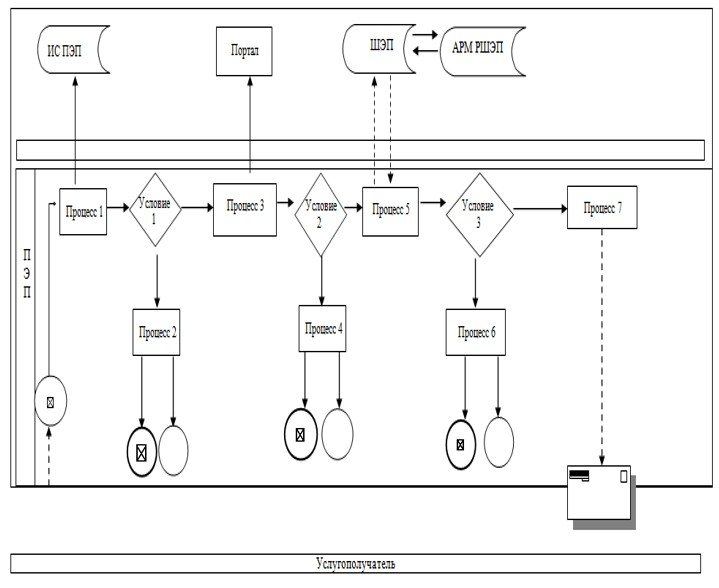 ИС ПЭП
Портал
ШЭП
АРМ РШЭП
Процесс 1
Условие
1
Процесс 3
Условие
2
Процесс 5
Условие
3
Процесс 7
П
Э
П
Процесс 2
Процесс 4
Процесс 6
Услугополучатель